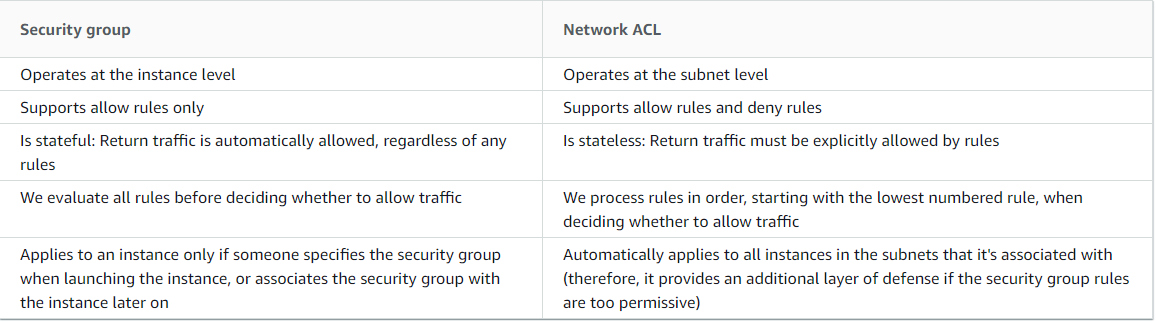 Security group
Network ACL
Operates at the instance level
Operates at the subnet level
Supports allow rules only
Supports allow rules and deny rules
Is stateful: Return traffic is automatically allowed, regardless of any
rules
Is stateless: Return traffic must be explicitly allowed by rules
We evaluate all rules before deciding whether to allow traffic
We process rules in order, starting with the lowest numbered rule, when
deciding whether to allow traffic
Applies to an instance only if someone specifies the security group
when launching the instance, or associates the security group with
the instance later on
Automatically applies to all instances in the subnets that it's associated with
(therefore, it provides an additional layer of defense if the security group rules
are too permissive)